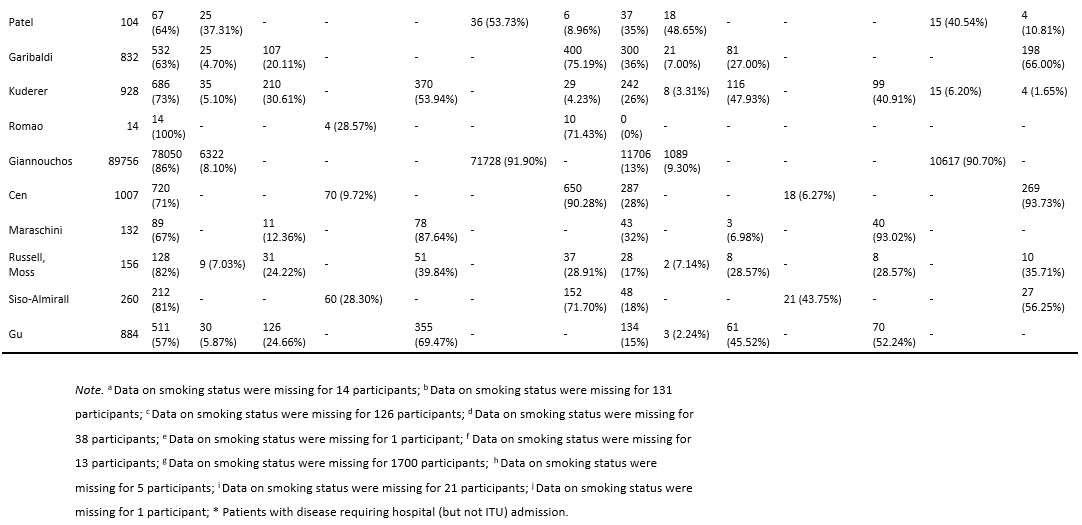 Patel 104 67 (64%) 25 (37.31%) - - - 36 (53.73%) 6 (8.96%) 37 (35%) 18 (48.65%) - - - 15 (40.54%) 4 (10.81%)
Garibaldi 832 532 (63%) 25 (4.70%) 107 (20.11%) - - - 400 (75.19%) 300 (36%) 21 (7.00%) 81 (27.00%) - - - 198 (66.00%)
Kuderer 928 686 (73%) 35 (5.10%) 210 (30.61%) - 370 (53.94%) - 29 (4.23%) 242 (26%) 8 (3.31%) 116 (47.93%) - 99 (40.91%) 15 (6.20%) 4 (1.65%)
Romao 14 14 (100%) - - 4 (28.57%) - - 10 (71.43%) 0 (0%) - - - - - -
Giannouchos 89756 78050 (86%) 6322 (8.10%) - - - 71728 (91.90%) - 11706 (13%) 1089 (9.30%) - - - 10617 (90.70%) -
Cen 1007 720 (71%) - - 70 (9.72%) - - 650 (90.28%) 287 (28%) - - 18 (6.27%) - - 269 (93.73%)
Maraschini 132 89 (67%) - 11 (12.36%) - 78 (87.64%) - - 43 (32%) - 3 (6.98%) - 40 (93.02%) - -
Russell, Moss 156 128 (82%) 9 (7.03%) 31 (24.22%) - 51 (39.84%) - 37 (28.91%) 28 (17%) 2 (7.14%) 8 (28.57%) - 8 (28.57%) - 10 (35.71%)
Siso-Almirall 260 212 (81%) - - 60 (28.30%) - - 152 (71.70%) 48 (18%) - - 21 (43.75%) - - 27 (56.25%)
Gu 884 511 (57%) 30 (5.87%) 126 (24.66%) - 355 (69.47%) - - 134 (15%) 3 (2.24%) 61 (45.52%) - 70 (52.24%) - -
Note. a Data on smoking status were missing for 14 participants; b Data on smoking status were missing for 131
participants; c Data on smoking status were missing for 126 participants; d Data on smoking status were missing for
38 participants; e Data on smoking status were missing for 1 participant; f Data on smoking status were missing for
13 participants; g Data on smoking status were missing for 1700 participants; h Data on smoking status were
missing for 5 participants; i Data on smoking status were missing for 21 participants; j Data on smoking status were
missing for 1 participant; * Patients with disease requiring hospital (but not ITU) admission.